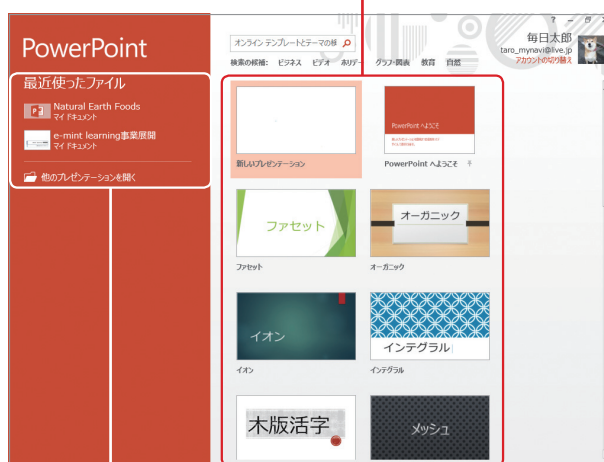 PowerPoint
最近使ったファイル
Natural Earth Foods
マイ ドキュメント
e-mint learning事業展開
マイ ドキュメント
他のプレゼンテーションを開く
? –
毎日太郎
taro_mynavi@live.jp
アカウントの切り替え
オンライン テンプレートとテーマの検
検索の候補: ビジネス ビデオ ホリデー グラフ・図表 教育 自然
新しいプレゼンテーション
PowerPoint へようこそ
PowerPoint へようこそ
ファセット
ファセット
オーガニック
オーガニック
イオン
イオン
インテグラル
インテグラル
木版活字
メッシュ